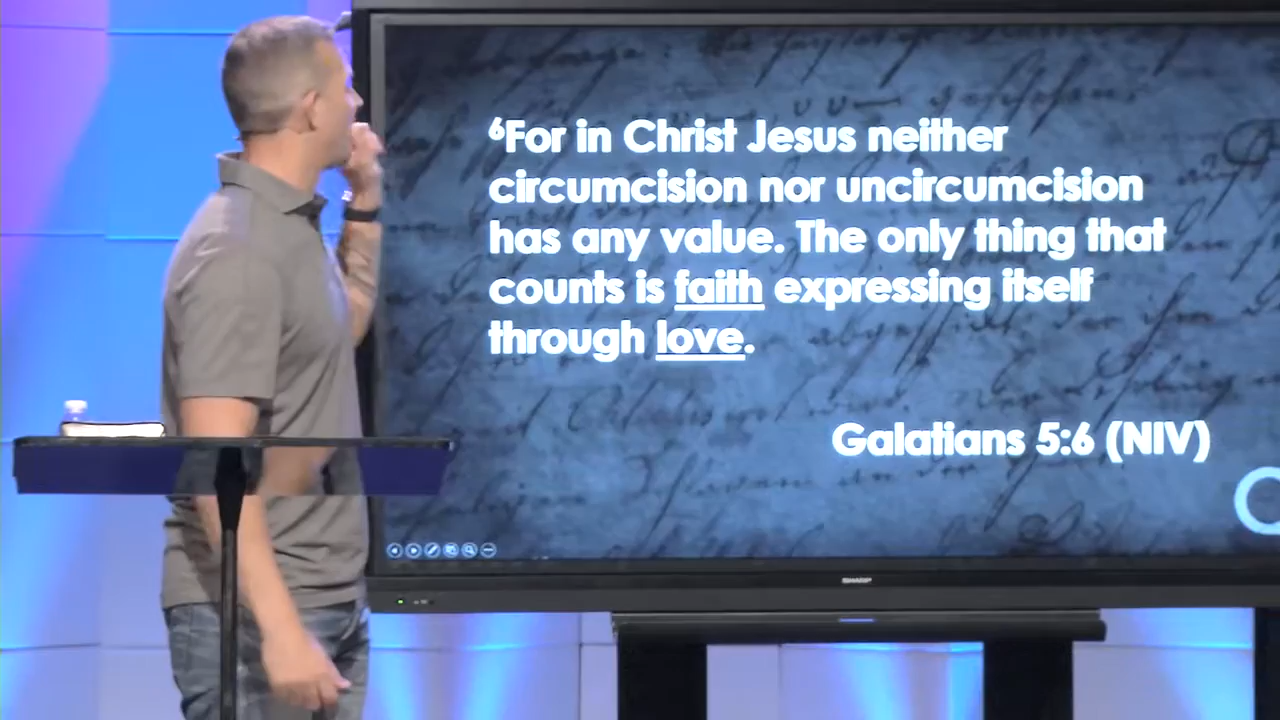 ⁶For in Christ Jesus neither
circumcision nor uncircumcision
has any value. The only thing that
counts is faith expressing itself
through love.
Galatians 5:6 (NIV)
SHARP